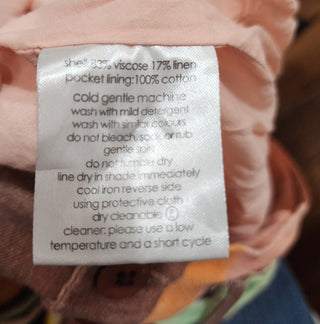 shell 83% viscose 17% linen
pocket lining:100% cotton
cold gentle machine
wash with mild detergent
wash with similar colours
do not bleach, soak or rub
gentle spin
do not tumble dry
line dry in shade immediately
cool iron reverse side
using protective cloth
dry cleanable Ⓟ
cleaner: please use a low
temperature and a short cycle